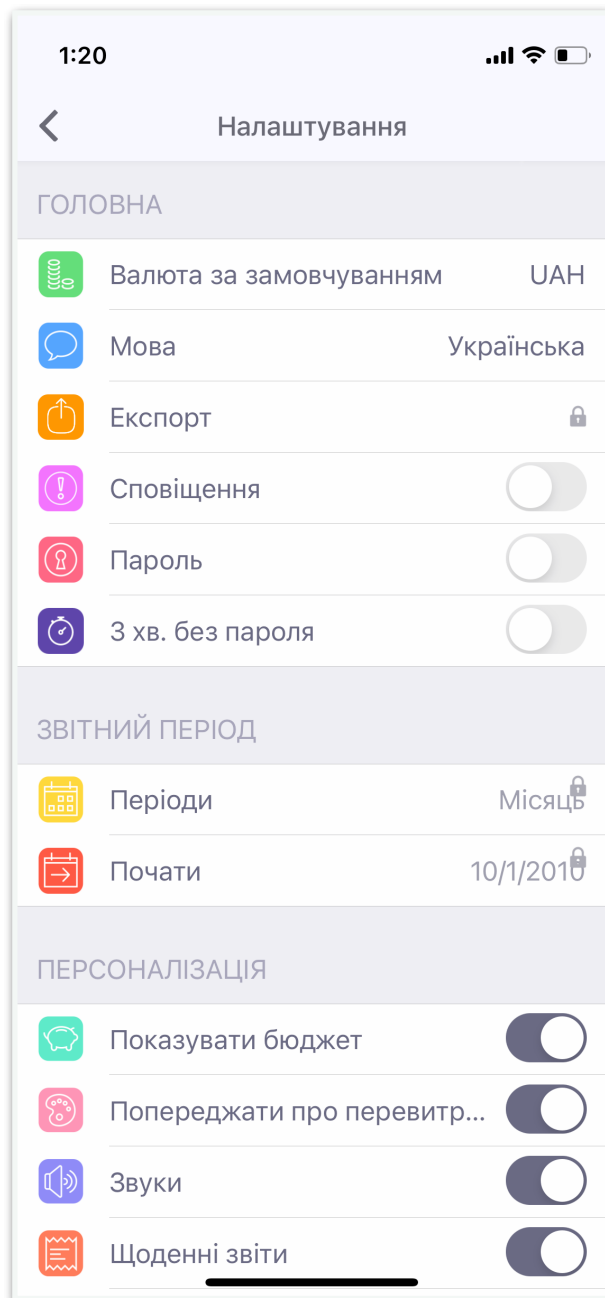 1:20
Налаштування
ГОЛОВНА
Валюта за замовчуванням UAH
Мова Українська
Експорт
Сповіщення
Пароль
3 хв. без пароля
ЗВІТНИЙ ПЕРІОД
Періоди Місяць
Почати 10/1/2010
ПЕРСОНАЛІЗАЦІЯ
Показувати бюджет
Попереджати про перевитр...
Звуки
Щоденні звіти